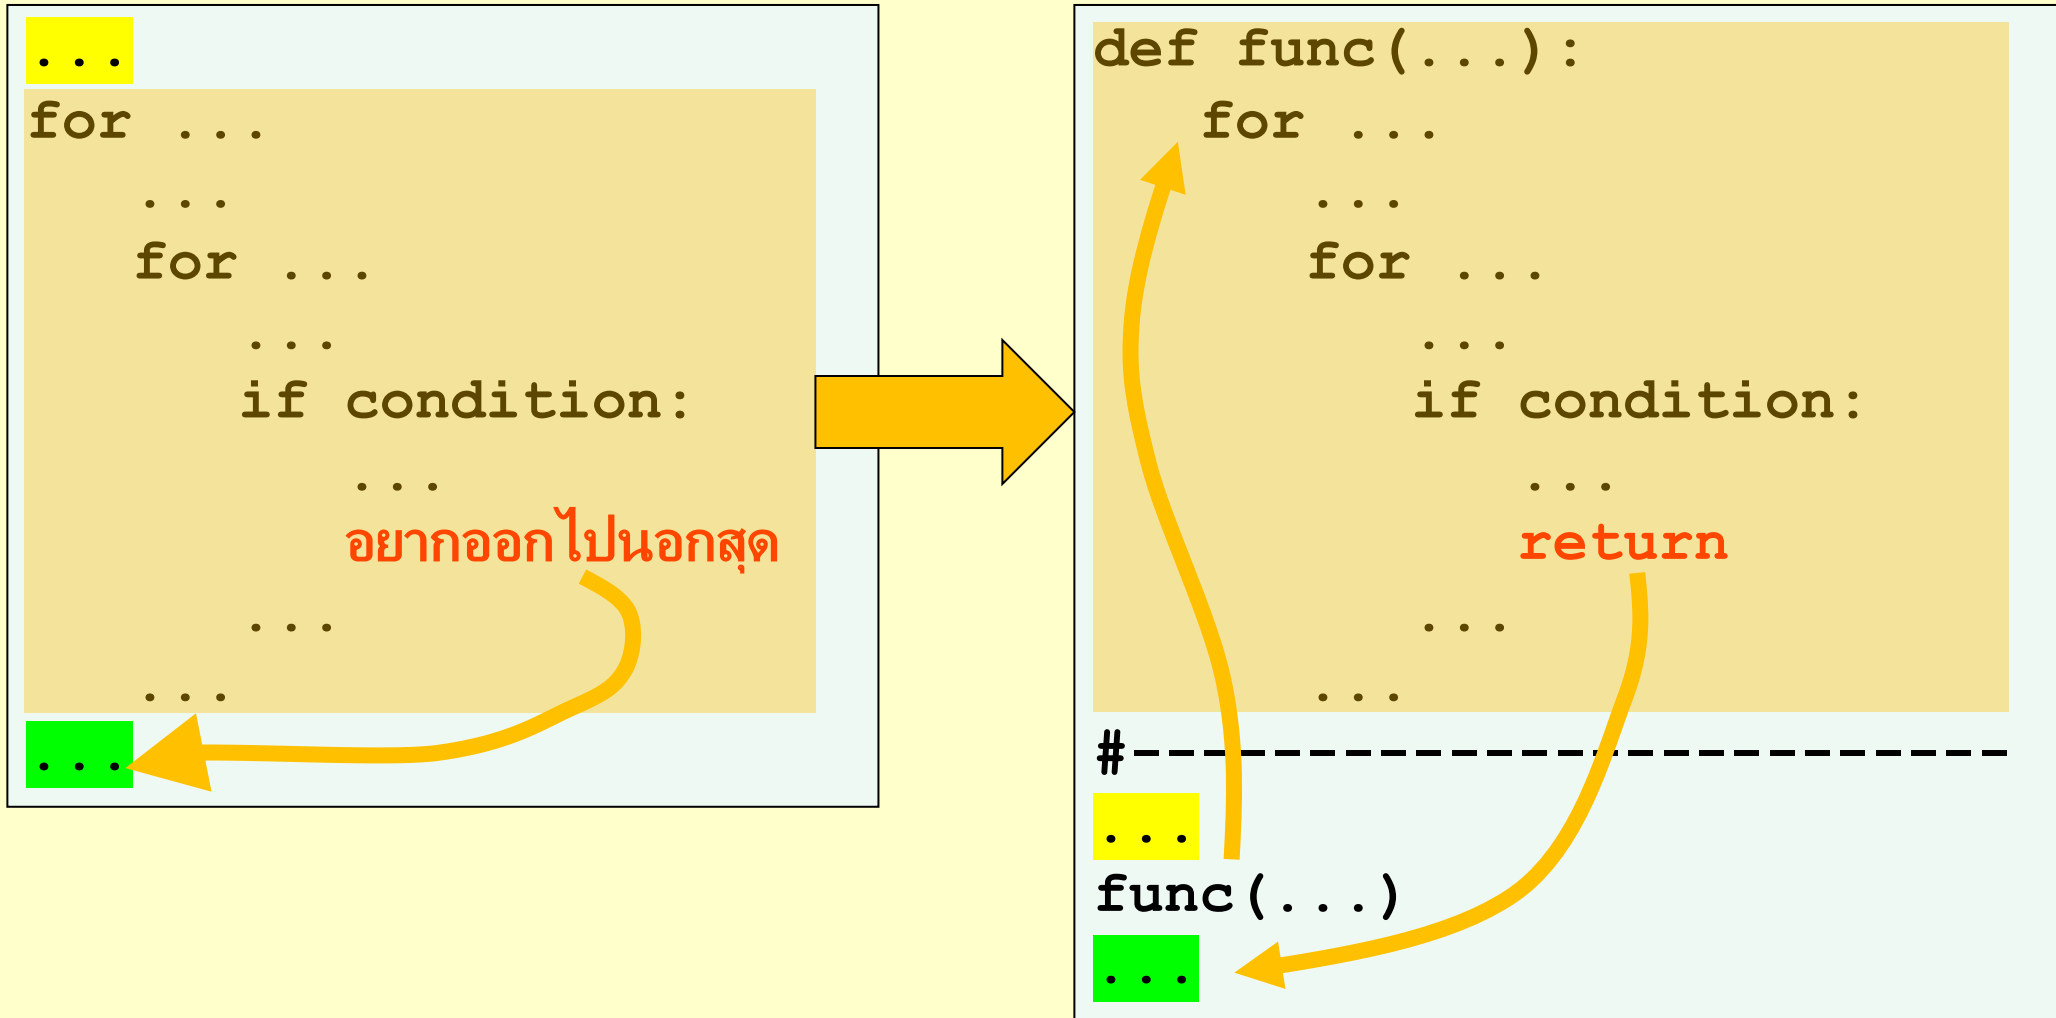 ...
for ...
    ...
    for ...
        ...
        if condition:
            ...
            อยากออกไปนอกสุด
        ...
    ...
...
def func(...):
    for ...
        ...
        for ...
            ...
            if condition:
                ...
                return
            ...
        ...
#-------------------------
...
func(...)
...